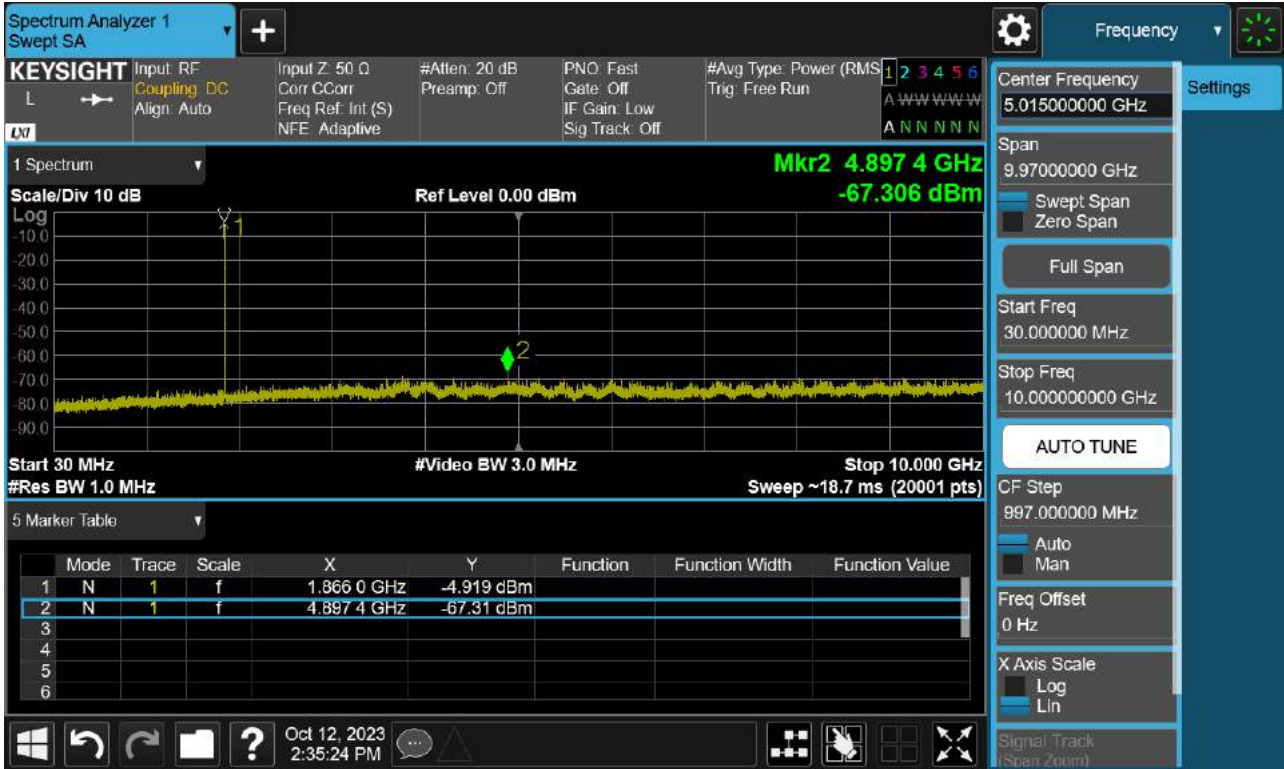 Spectrum Analyzer 1
Swept SA
+
Frequency
KEYSIGHT
L
LXI
Input: RF
Coupling: DC
Align: Auto
Input Z: 50 Ω
Corr CCorr
Freq Ref: Int (S)
NFE: Adaptive
#Atten: 20 dB
Preamp: Off
PNO: Fast
Gate: Off
IF Gain: Low
Sig Track: Off
#Avg Type: Power (RMS
Trig: Free Run
1 2 3 4 5 6
A W W W W W
A N N N N N
1 Spectrum
Mkr2 4.897 4 GHz
-67.306 dBm
Scale/Div 10 dB
Ref Level 0.00 dBm
Log
1
-10.0
-20.0
-30.0
-40.0
-50.0
-60.0
2
-70.0
-80.0
-90.0
Start 30 MHz
#Video BW 3.0 MHz
Stop 10.000 GHz
#Res BW 1.0 MHz
Sweep ~18.7 ms (20001 pts)
5 Marker Table
Mode Trace Scale X Y Function Function Width Function Value
1 N 1 f 1.866 0 GHz -4.919 dBm
2 N 1 f 4.897 4 GHz -67.31 dBm
3
4
5
6
Oct 12, 2023
2:35:24 PM
?
Settings
Center Frequency
5.015000000 GHz
Span
9.97000000 GHz
Swept Span
Zero Span
Full Span
Start Freq
30.000000 MHz
Stop Freq
10.000000000 GHz
AUTO TUNE
CF Step
997.000000 MHz
Auto
Man
Freq Offset
0 Hz
X Axis Scale
Log
Lin
Signal Track
(Span Zoom)